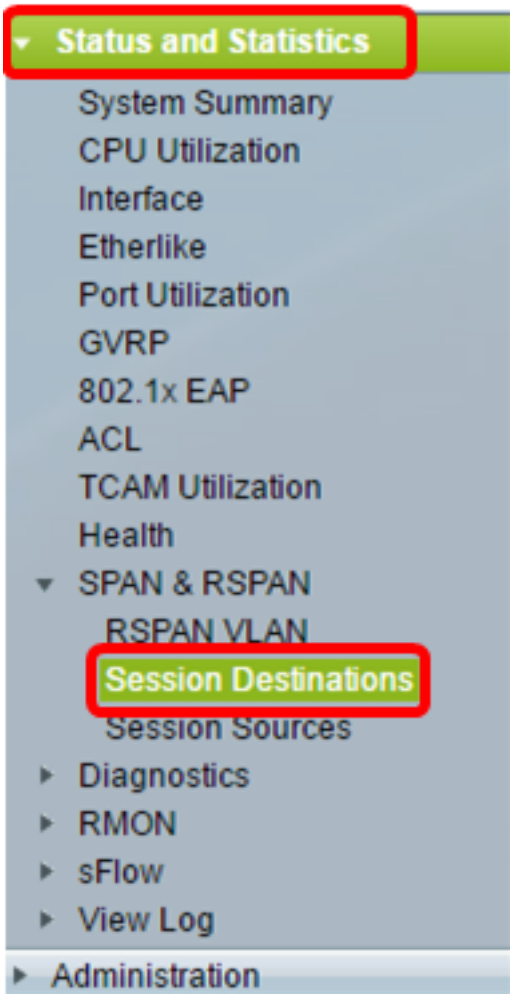 Status and Statistics
System Summary
CPU Utilization
Interface
Etherlike
Port Utilization
GVRP
802.1x EAP
ACL
TCAM Utilization
Health
SPAN & RSPAN
RSPAN VLAN
Session Destinations
Session Sources
Diagnostics
RMON
sFlow
View Log
Administration